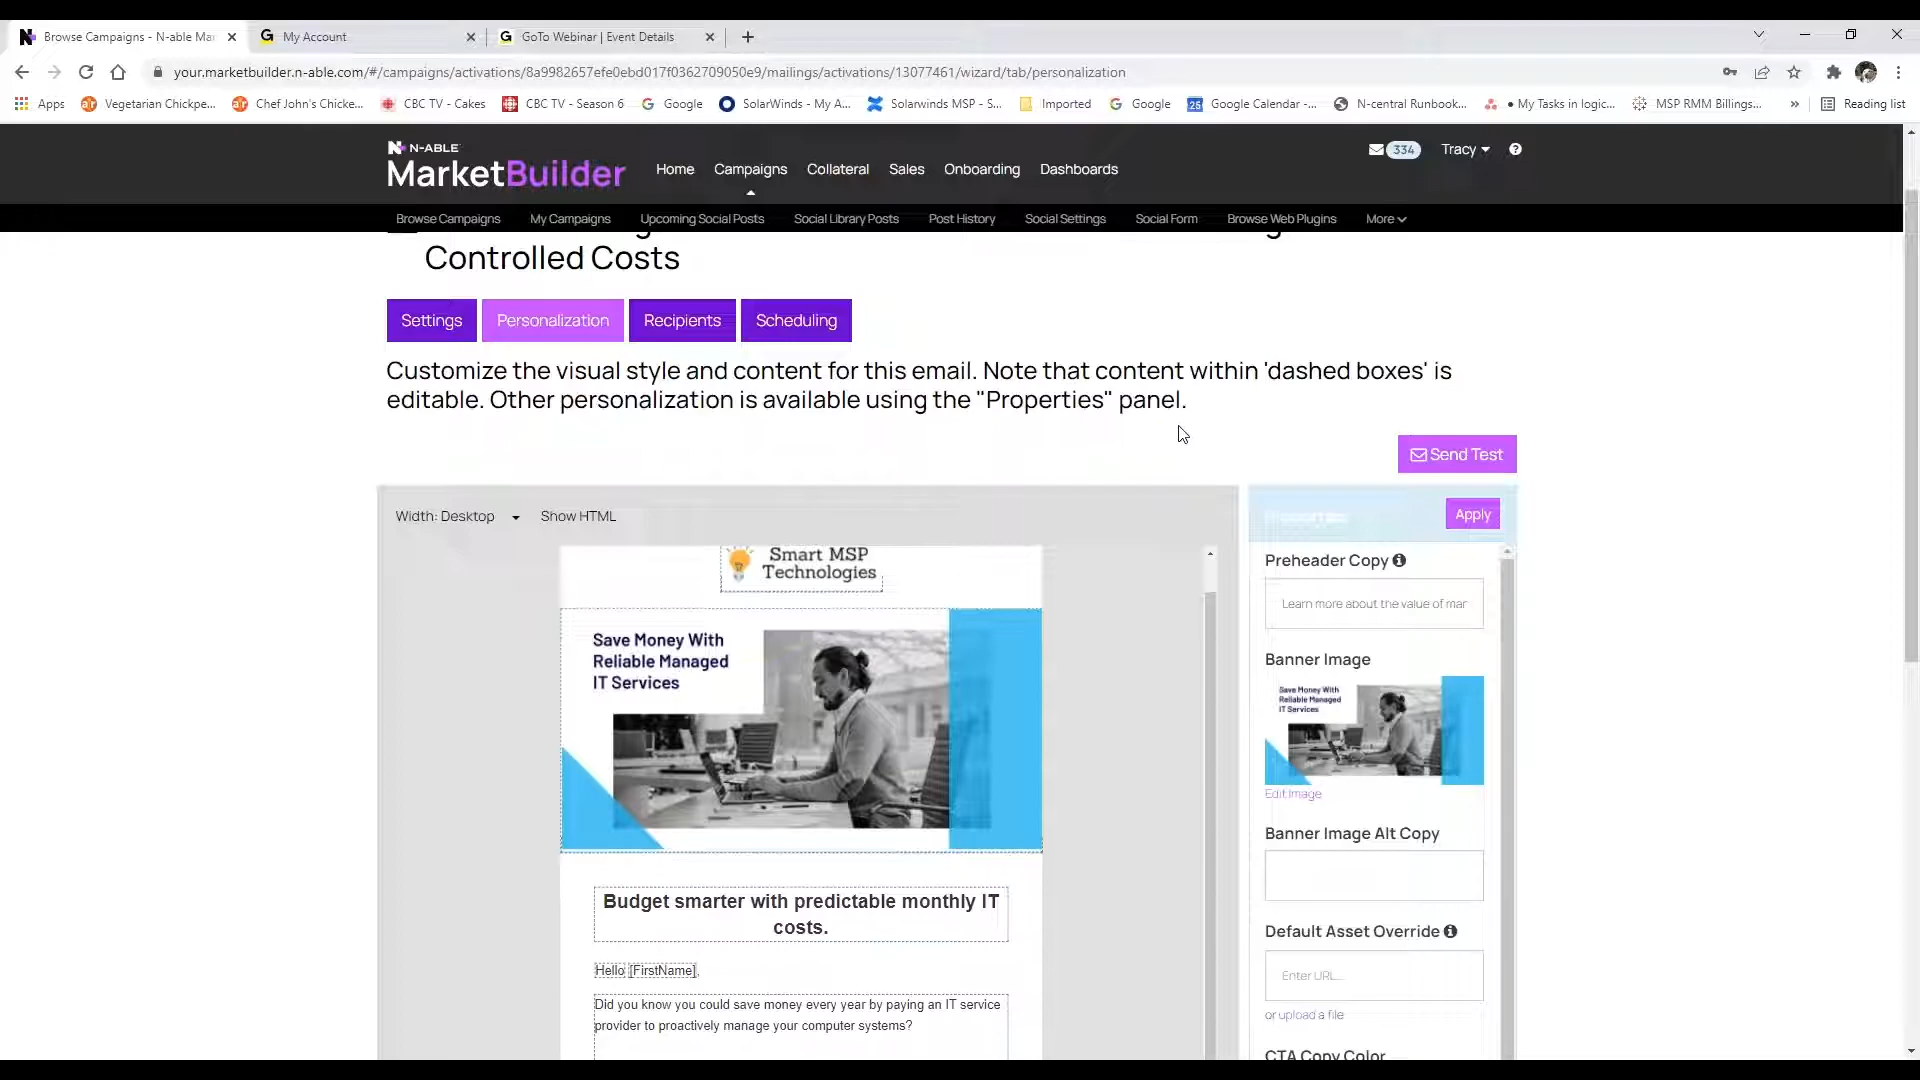 Browse Campaigns - N-able Mar
My Account
GoTo Webinar | Event Details
your.marketbuilder.n-able.com/#/campaigns/activations/8a9982657efe0ebd017f0362709050e9/mailings/activations/13077461/wizard/tab/personalization
Apps
Vegetarian Chickpe...
Chef John's Chicke...
CBC TV - Cakes
CBC TV - Season 6
Google
SolarWinds - My A...
Solarwinds MSP - S...
Imported
Google
Google Calendar -...
N-central Runbook...
• My Tasks in logic...
MSP RMM Billings...
»
Reading list
N-ABLE
MarketBuilder
Home
Campaigns
Collateral
Sales
Onboarding
Dashboards
334
Tracy
Browse Campaigns
My Campaigns
Upcoming Social Posts
Social Library Posts
Post History
Social Settings
Social Form
Browse Web Plugins
More
Controlled Costs
Settings
Personalization
Recipients
Scheduling
Customize the visual style and content for this email. Note that content within 'dashed boxes' is
editable. Other personalization is available using the "Properties" panel.
Send Test
Width: Desktop
Show HTML
Apply
Smart MSP
Technologies
Save Money With
Reliable Managed
IT Services
Budget smarter with predictable monthly IT
costs.
Hello [FirstName],
Did you know you could save money every year by paying an IT service
provider to proactively manage your computer systems?
Preheader Copy
Learn more about the value of mar
Banner Image
Save Money With
Reliable Managed
IT Services
Edit Image
Banner Image Alt Copy
Default Asset Override
Enter URL...
or upload a file
CTA Copy Color